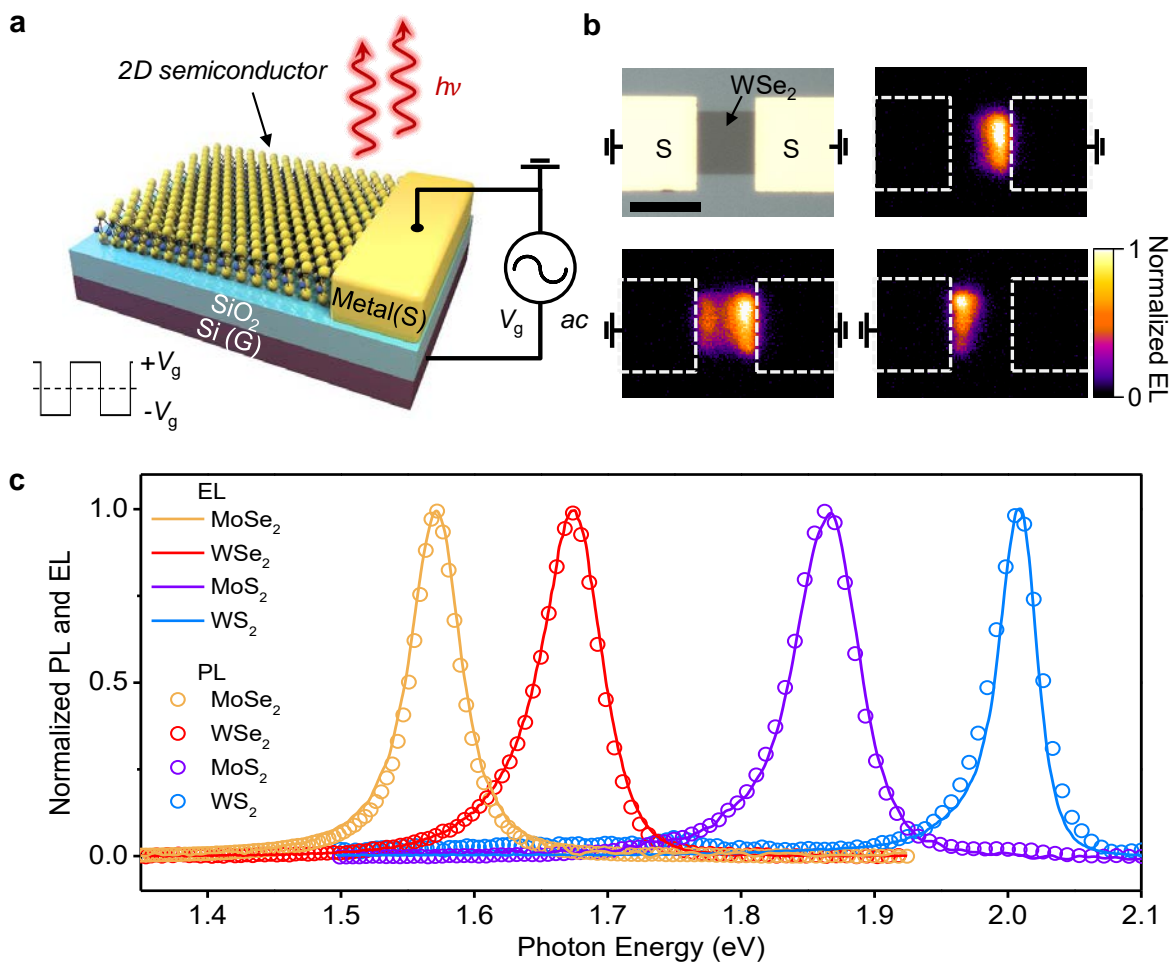 a
2D semiconductor
hν
SiO2
Si (G)
Metal(S)
Vg
ac
+Vg
-Vg
b
WSe2
S
S
1
0
Normalized EL
c
Normalized PL and EL
1.0
0.5
0.0
EL
MoSe2
WSe2
MoS2
WS2
PL
MoSe2
WSe2
MoS2
WS2
1.4 1.5 1.6 1.7 1.8 1.9 2.0 2.1
Photon Energy (eV)